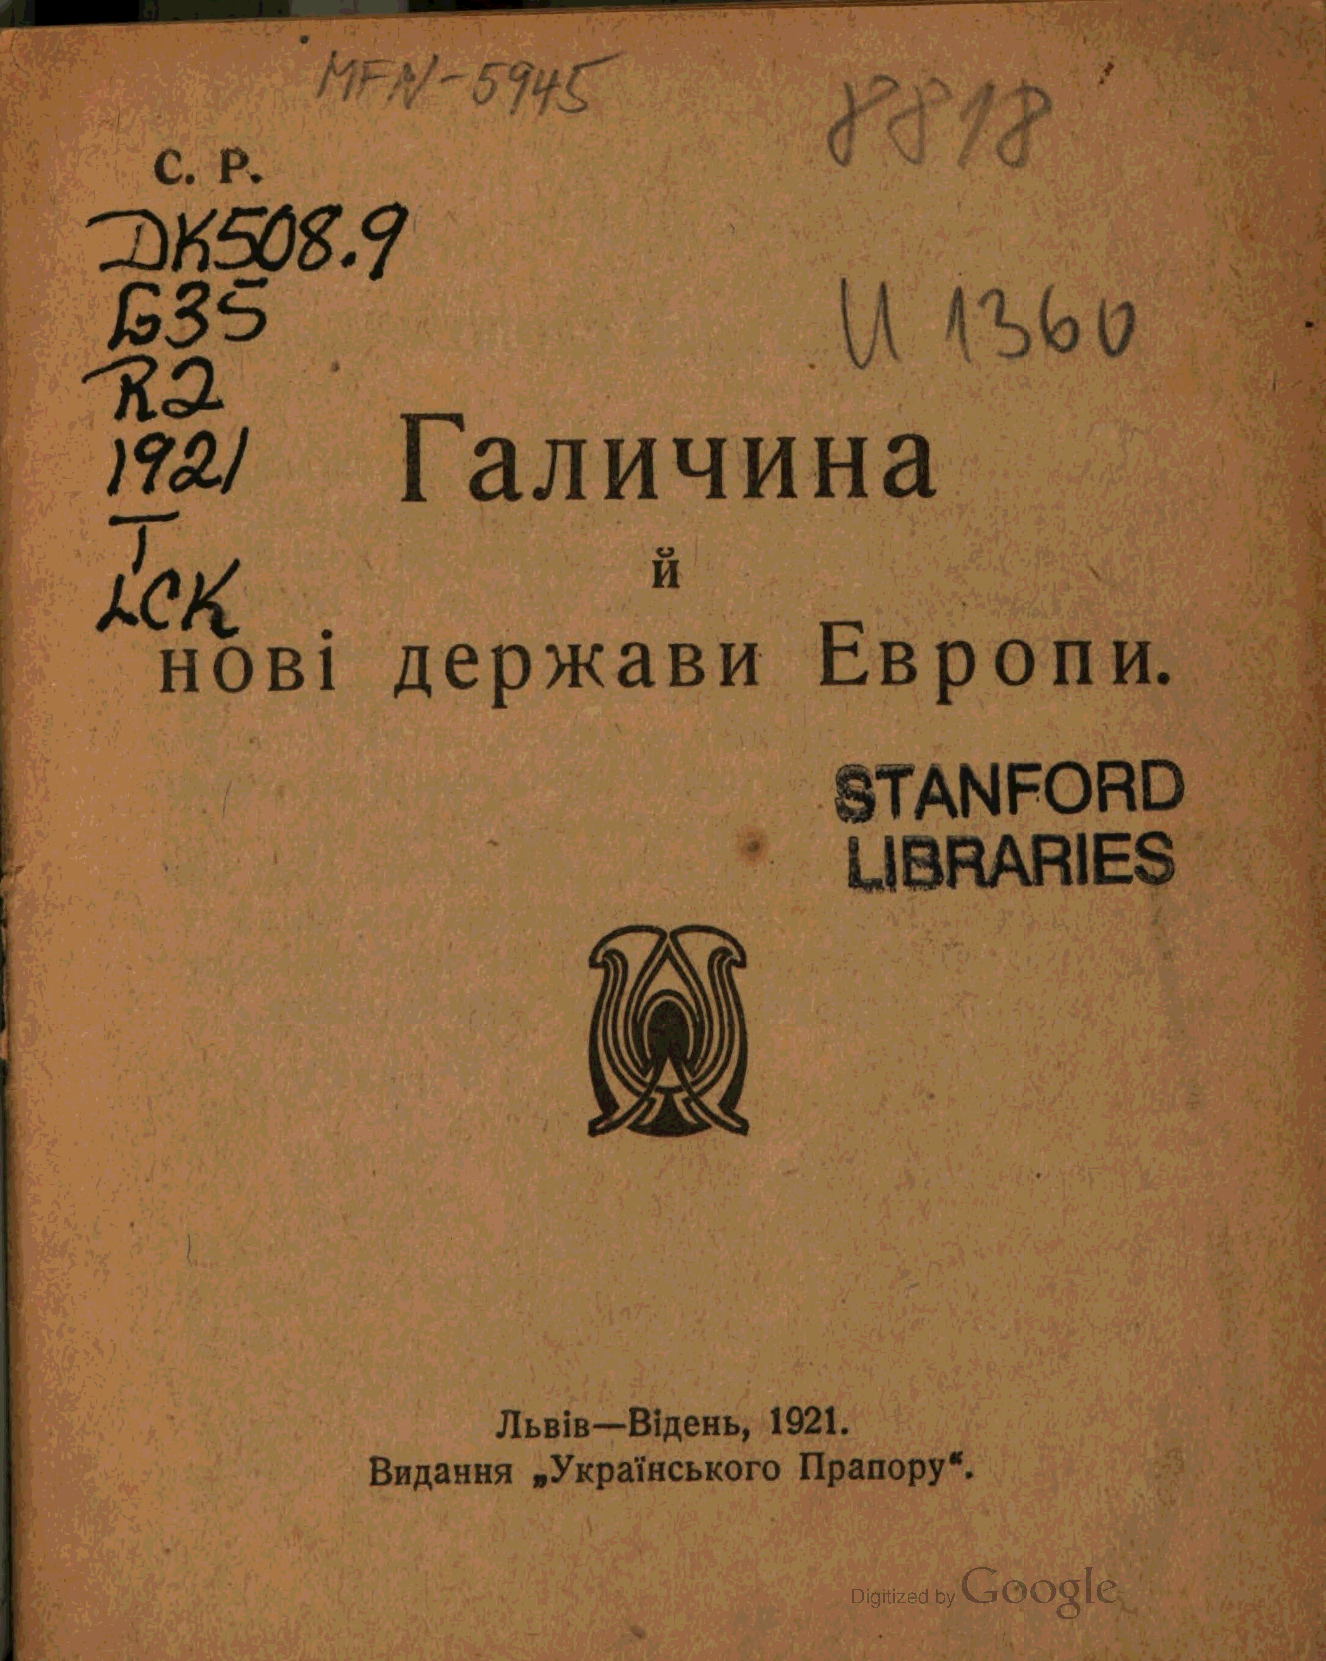 MFN-5945
8818
С. Р.
DK508.9
G35
R2
1921
T
LCK
U 1360
Галичина
й
нові держави Европи.
STANFORD
LIBRARIES
Львів—Відень, 1921.
Видання „Українського Прапору“.
Digitized by Google